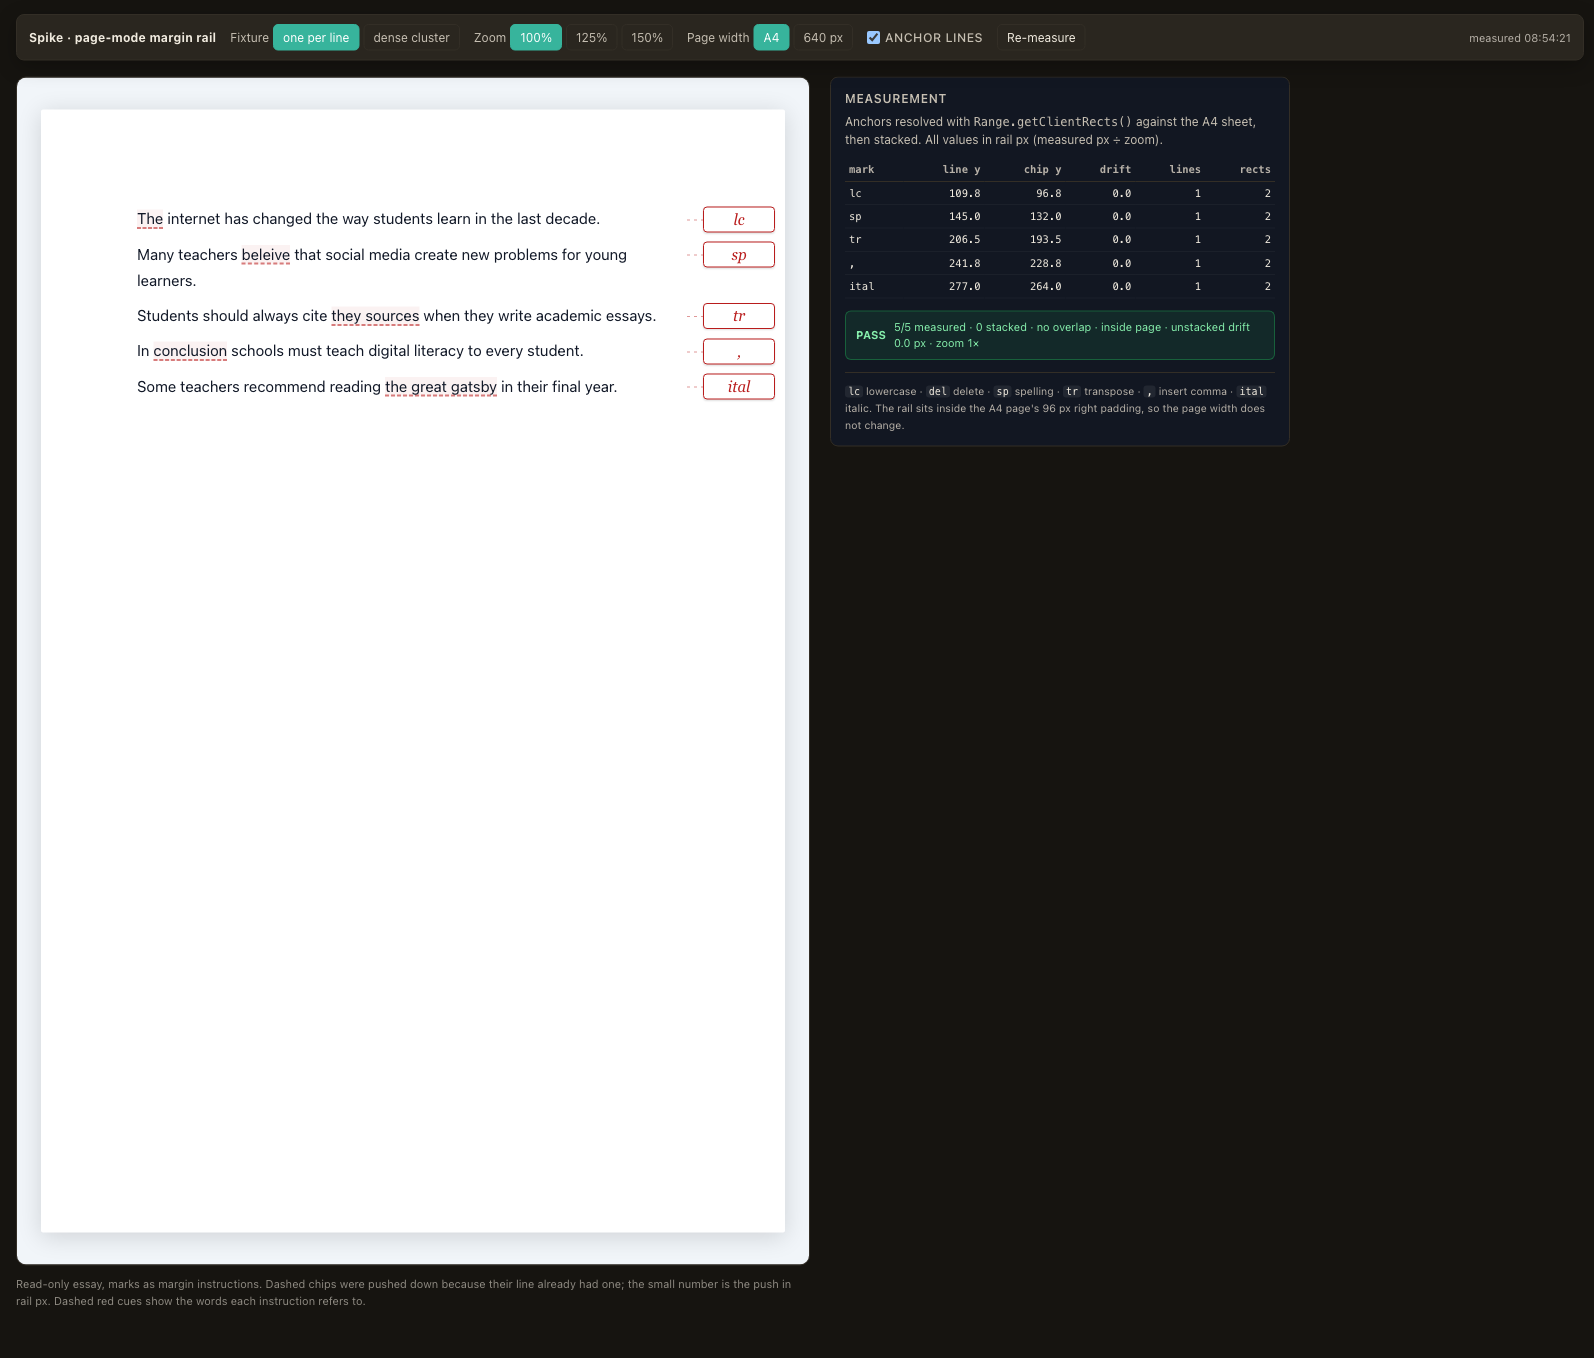 Spike · page-mode margin rail Fixture one per line dense cluster Zoom 100% 125% 150% Page width A4 640 px ANCHOR LINES Re-measure measured 08:54:21
The internet has changed the way students learn in the last decade. lc
Many teachers beleive that social media create new problems for young sp
learners.
Students should always cite they sources when they write academic essays. tr
In conclusion schools must teach digital literacy to every student. ,
Some teachers recommend reading the great gatsby in their final year. ital
Read-only essay, marks as margin instructions. Dashed chips were pushed down because their line already had one; the small number is the push in
rail px. Dashed red cues show the words each instruction refers to.
MEASUREMENT
Anchors resolved with Range.getClientRects() against the A4 sheet,
then stacked. All values in rail px (measured px ÷ zoom).
mark line y chip y drift lines rects
lc 109.8 96.8 0.0 1 2
sp 145.0 132.0 0.0 1 2
tr 206.5 193.5 0.0 1 2
, 241.8 228.8 0.0 1 2
ital 277.0 264.0 0.0 1 2
PASS 5/5 measured · 0 stacked · no overlap · inside page · unstacked drift
0.0 px · zoom 1×
lc lowercase · del delete · sp spelling · tr transpose · , insert comma · ital
italic. The rail sits inside the A4 page's 96 px right padding, so the page width does
not change.